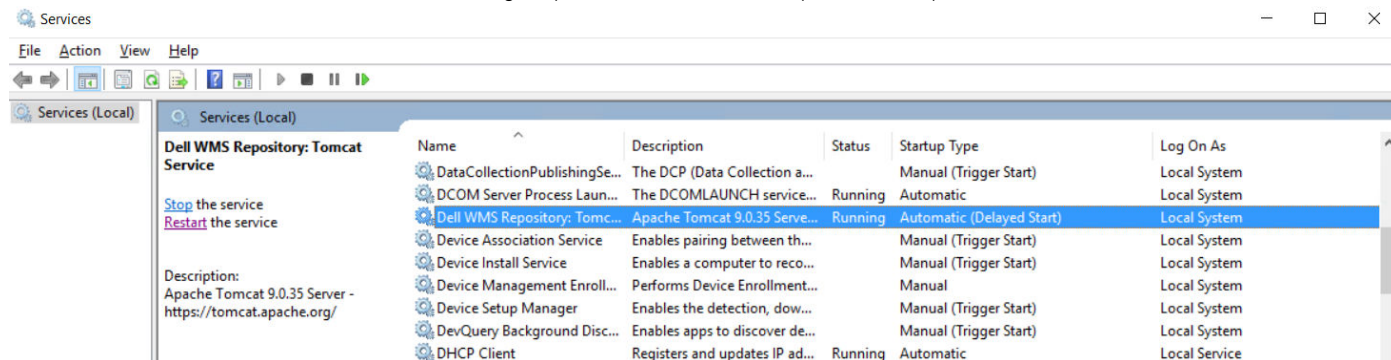 Services
File Action View Help
Services (Local)
Services (Local)
Dell WMS Repository: Tomcat
Service
Stop the service
Restart the service
Description:
Apache Tomcat 9.0.35 Server -
https://tomcat.apache.org/
Name Description Status Startup Type Log On As
DataCollectionPublishingSe... The DCP (Data Collection a... Manual (Trigger Start) Local System
DCOM Server Process Laun... The DCOMLAUNCH service... Running Automatic Local System
Dell WMS Repository: Tomc... Apache Tomcat 9.0.35 Serve... Running Automatic (Delayed Start) Local System
Device Association Service Enables pairing between th... Manual (Trigger Start) Local System
Device Install Service Enables a computer to reco... Manual (Trigger Start) Local System
Device Management Enroll... Performs Device Enrollment... Manual Local System
Device Setup Manager Enables the detection, dow... Manual (Trigger Start) Local System
DevQuery Background Disc... Enables apps to discover de... Manual (Trigger Start) Local System
DHCP Client Registers and updates IP ad... Running Automatic Local Service